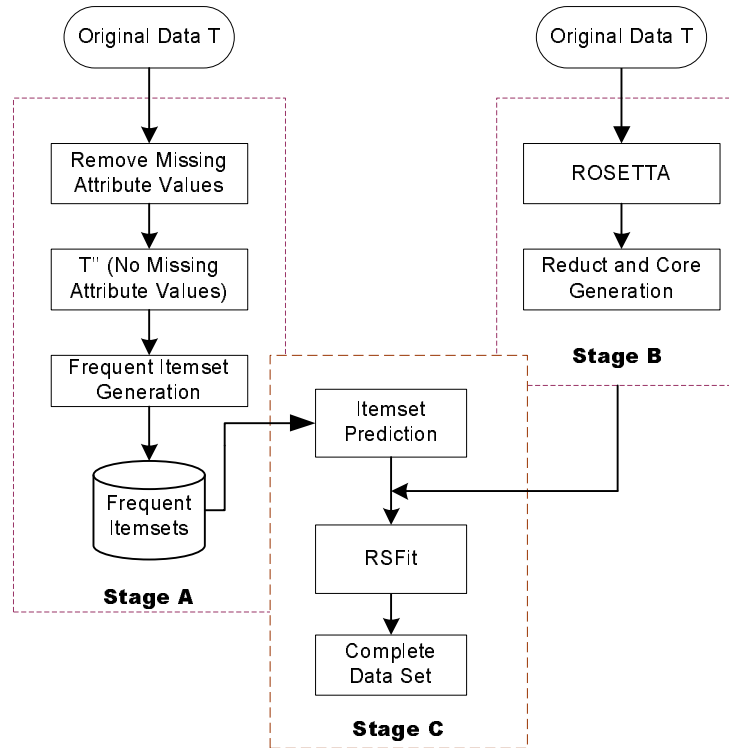 Original Data T
Remove Missing
Attribute Values
T'' (No Missing
Attribute Values)
Frequent Itemset
Generation
Frequent
Itemsets
Stage A
Original Data T
ROSETTA
Reduct and Core
Generation
Stage B
Itemset
Prediction
RSFit
Complete
Data Set
Stage C